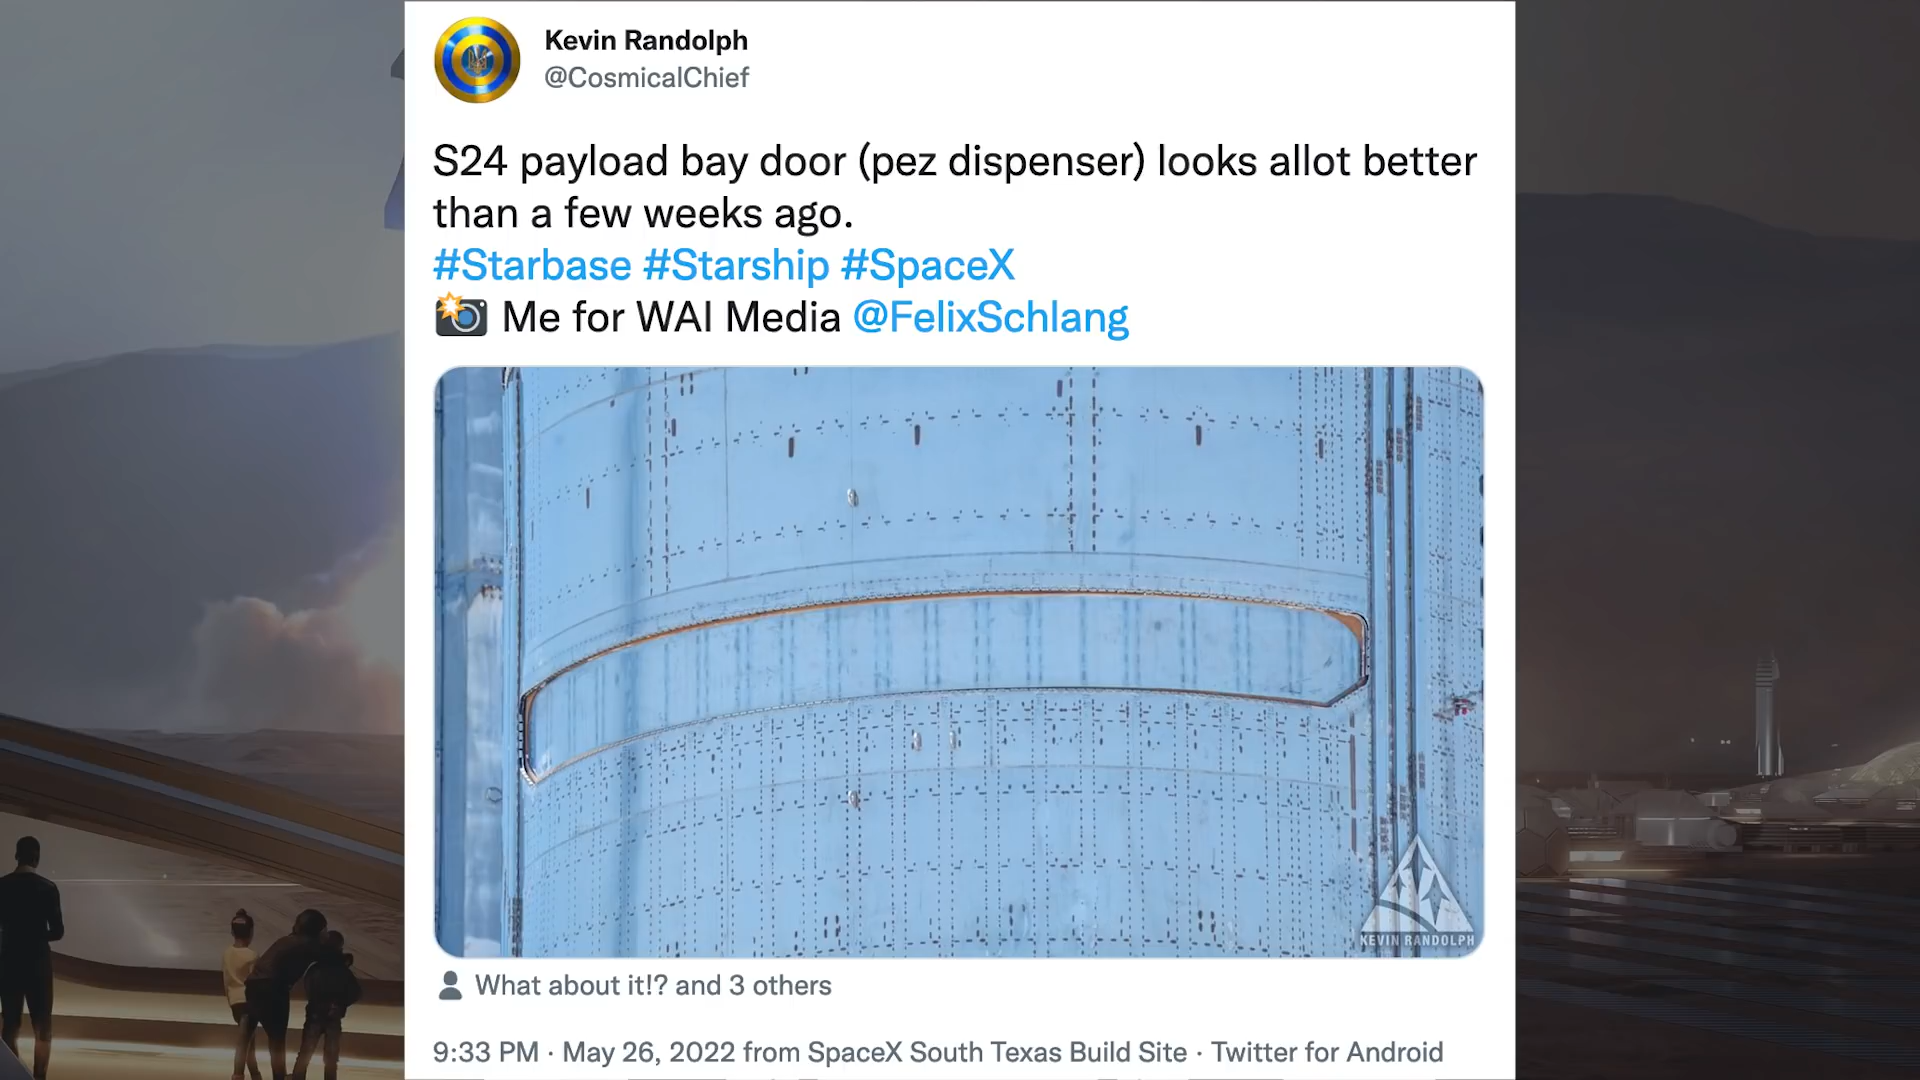 Kevin Randolph
@CosmicalChief
S24 payload bay door (pez dispenser) looks allot better
than a few weeks ago.
#Starbase #Starship #SpaceX
Me for WAI Media @FelixSchlang
KEVIN RANDOLPH
What about it!? and 3 others
9:33 PM · May 26, 2022 from SpaceX South Texas Build Site · Twitter for Android